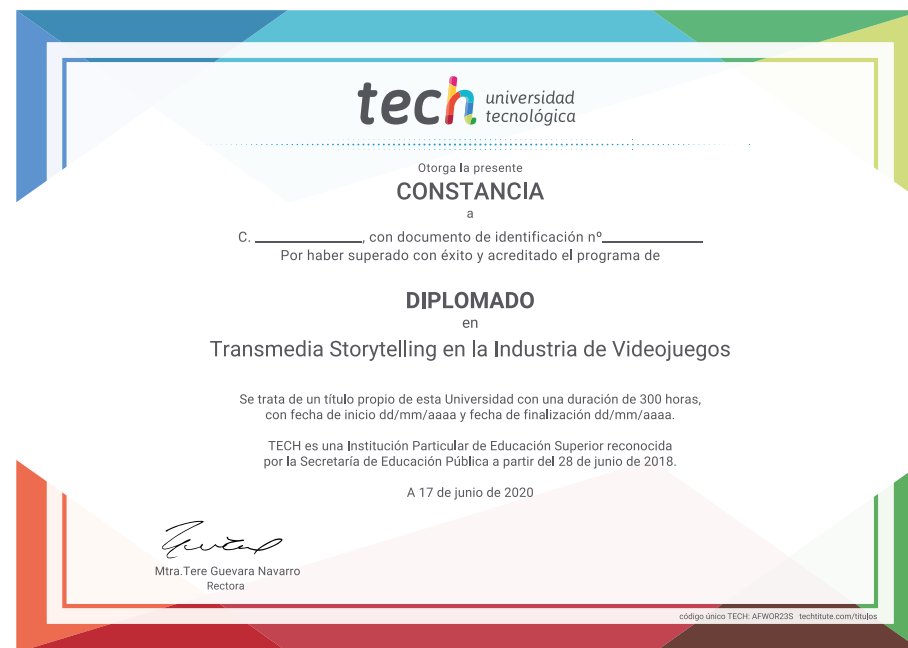 tech universidad
tecnológica
Otorga la presente
CONSTANCIA
a
C. ____________, con documento de identificación nº____________
Por haber superado con éxito y acreditado el programa de
DIPLOMADO
en
Transmedia Storytelling en la Industria de Videojuegos
Se trata de un título propio de esta Universidad con una duración de 300 horas,
con fecha de inicio dd/mm/aaaa y fecha de finalización dd/mm/aaaa.
TECH es una Institución Particular de Educación Superior reconocida
por la Secretaría de Educación Pública a partir del 28 de junio de 2018.
A 17 de junio de 2020
Mtra.Tere Guevara Navarro
Rectora
código único TECH: AFWOR23S techtitute.com/titulos